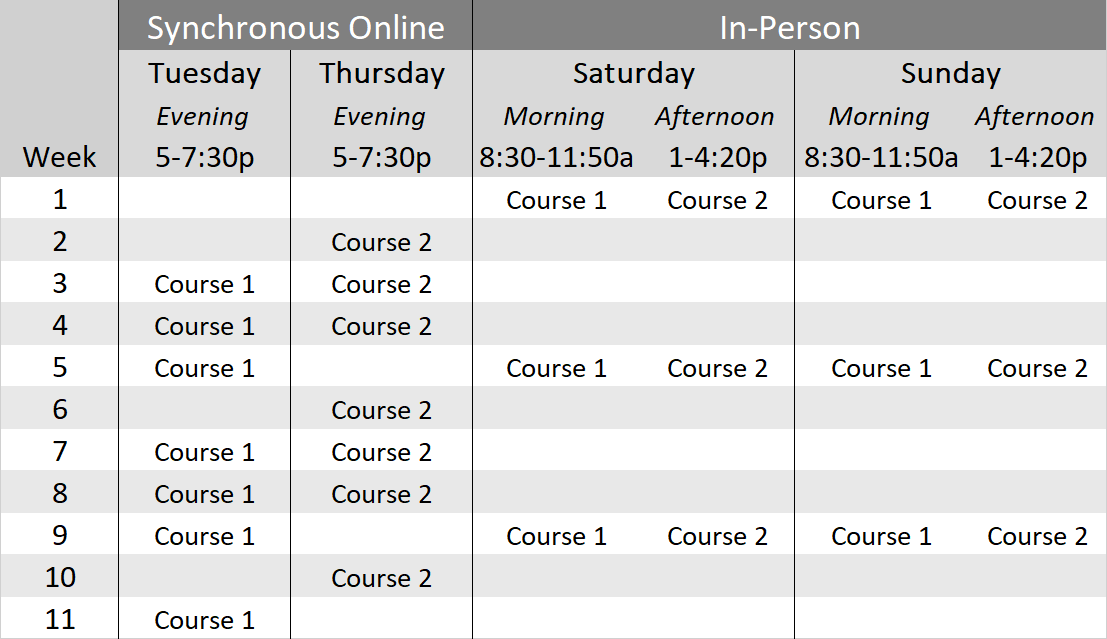 Synchronous Online In-Person
Tuesday Thursday Saturday Sunday
Evening Evening Morning Afternoon Morning Afternoon
Week 5-7:30p 5-7:30p 8:30-11:50a 1-4:20p 8:30-11:50a 1-4:20p
1 Course 1 Course 2 Course 1 Course 2
2 Course 2
3 Course 1 Course 2
4 Course 1 Course 2
5 Course 1 Course 1 Course 2 Course 1 Course 2
6 Course 2
7 Course 1 Course 2
8 Course 1 Course 2
9 Course 1 Course 1 Course 2 Course 1 Course 2
10 Course 2
11 Course 1